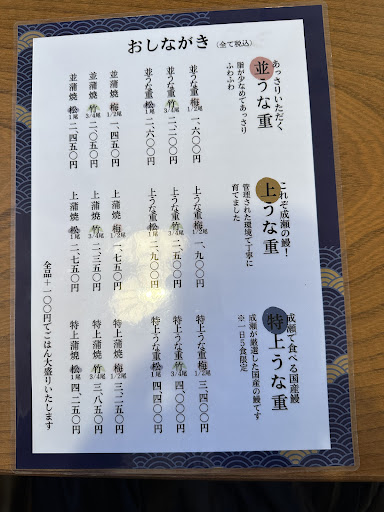 おしながき（全て税込）
あっさりいただく
並うな重
脂が少なめであっさり
ふわふわ
並うな重 梅 1/2尾 一、六〇〇円
並うな重 竹 3/4尾 二、二〇〇円
並うな重 松 1尾 二、六〇〇円
並蒲焼 梅 1/2尾 一、四五〇円
並蒲焼 竹 3/4尾 二、〇五〇円
並蒲焼 松 1尾 二、四五〇円
これぞ成瀬の鰻！
上うな重
管理された環境で丁寧に
育てました
上うな重 梅 1/2尾 一、九〇〇円
上うな重 竹 3/4尾 二、五〇〇円
上うな重 松 1尾 二、九〇〇円
上蒲焼 梅 1/2尾 一、七五〇円
上蒲焼 竹 3/4尾 二、三五〇円
上蒲焼 松 1尾 二、七五〇円
成瀬で食べる国産鰻
特上うな重
成瀬が厳選した国産の鰻です
※一日5食限定
特上うな重 梅 1/2尾 三、四〇〇円
特上うな重 竹 3/4尾 四、〇〇〇円
特上うな重 松 1尾 四、四〇〇円
特上蒲焼 梅 1/2尾 三、二五〇円
特上蒲焼 竹 3/4尾 三、八五〇円
特上蒲焼 松 1尾 四、二五〇円
全品＋一〇〇円でごはん大盛りいたします